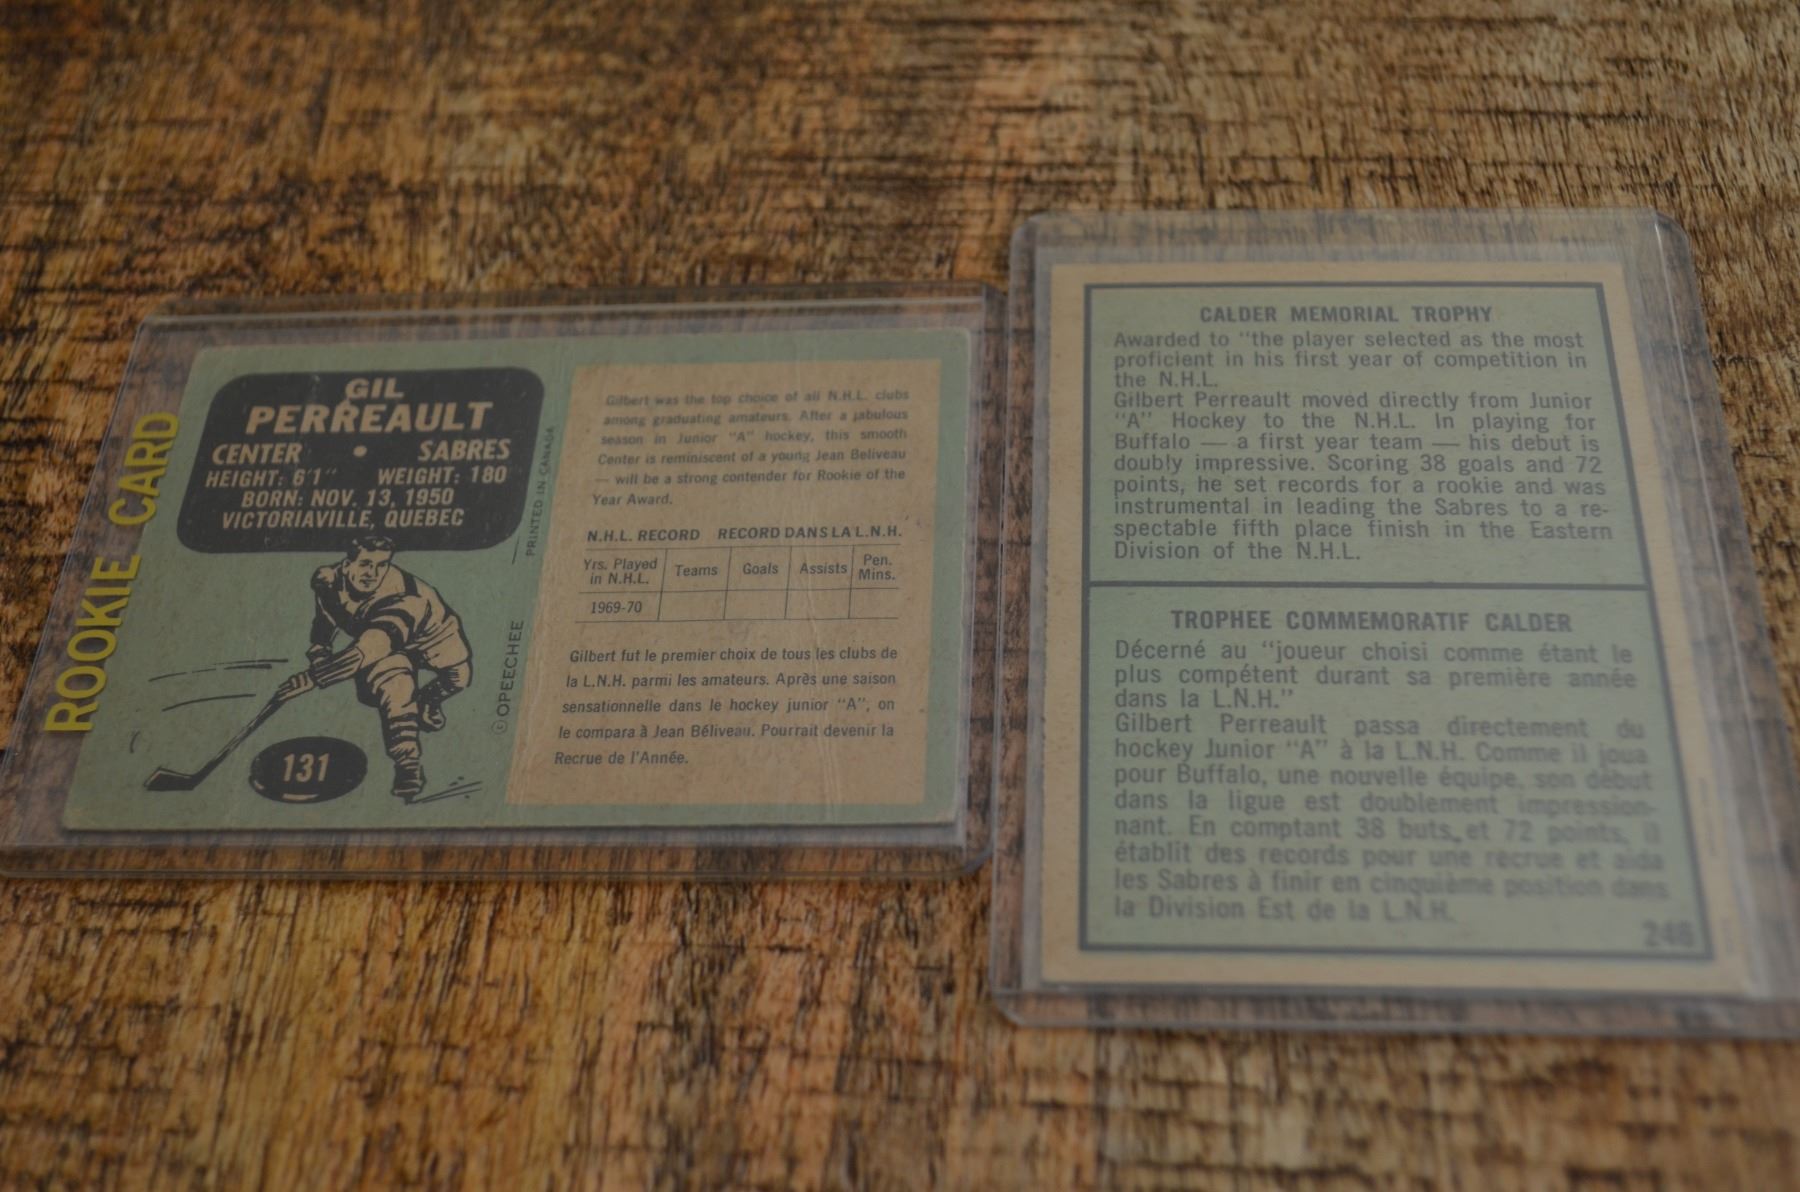 ROOKIE CARD
GIL
PERREAULT
CENTER • SABRES
HEIGHT: 6'1" WEIGHT: 180
BORN: NOV. 13, 1950
VICTORIAVILLE, QUEBEC
131
©OPEECHEE
PRINTED IN CANADA
Gilbert was the top choice of all N.H.L. clubs
among graduating amateurs. After a fabulous
season in Junior "A" hockey, this smooth
Center is reminiscent of a young Jean Beliveau
— will be a strong contender for Rookie of the
Year Award.
N.H.L. RECORD RECORD DANS LA L.N.H.
Yrs. Played in N.H.L. Teams Goals Assists Pen. Mins.
1969-70
Gilbert fut le premier choix de tous les clubs de
la L.N.H. parmi les amateurs. Après une saison
sensationnelle dans le hockey junior "A", on
le compara à Jean Béliveau. Pourrait devenir la
Recrue de l'Année.
CALDER MEMORIAL TROPHY
Awarded to "the player selected as the most
proficient in his first year of competition in
the N.H.L.
Gilbert Perreault moved directly from Junior
"A" Hockey to the N.H.L. In playing for
Buffalo — a first year team — his debut is
doubly impressive. Scoring 38 goals and 72
points, he set records for a rookie and was
instrumental in leading the Sabres to a re-
spectable fifth place finish in the Eastern
Division of the N.H.L.
TROPHEE COMMEMORATIF CALDER
Décerné au "joueur choisi comme étant le
plus compétent durant sa première année
dans la L.N.H."
Gilbert Perreault passa directement du
hockey Junior "A" à la L.N.H. Comme il joua
pour Buffalo, une nouvelle équipe, son début
dans la ligue est doublement impression-
nant. En comptant 38 buts et 72 points, il
établit des records pour une recrue et aida
les Sabres à finir en cinquième position dans
la Division Est de la L.N.H.